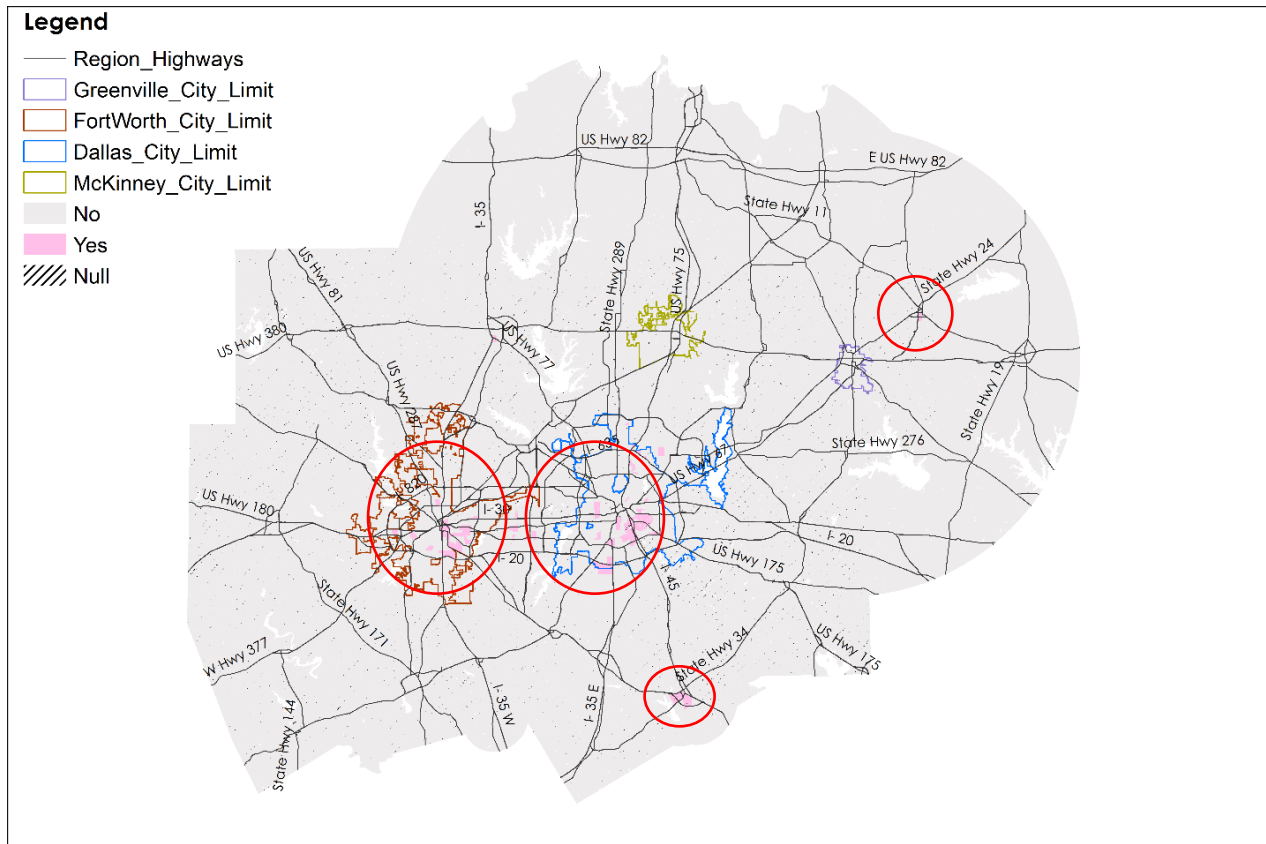 Legend
Region_Highways
Greenville_City_Limit
FortWorth_City_Limit
Dallas_City_Limit
McKinney_City_Limit
No
Yes
Null
US Hwy 82
E US Hwy 82
State Hwy 11
I- 35
State Hwy 24
US Hwy 81
State Hwy 289
US Hwy 75
US Hwy 380
US Hwy 77
State Hwy 19
US Hwy 287
State Hwy 276
I- 635
US Hwy 67
I- 820
US Hwy 180
I- 30
I- 20
I- 20
US Hwy 175
I- 45
State Hwy 171
State Hwy 34
US Hwy 175
W Hwy 377
I- 35 W
I- 35 E
State Hwy 144